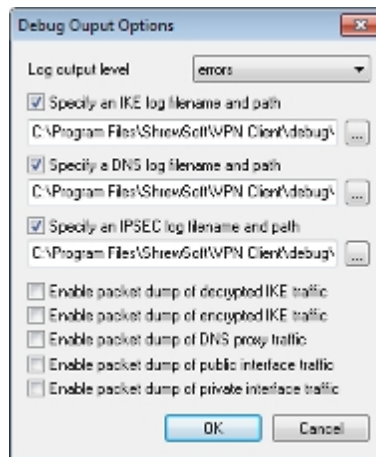 Debug Ouput Options
Log output level errors
Specify an IKE log filename and path
C:\Program Files\ShrewSoft\VPN Client\debug\ ...
Specify a DNS log filename and path
C:\Program Files\ShrewSoft\VPN Client\debug\ ...
Specify an IPSEC log filename and path
C:\Program Files\ShrewSoft\VPN Client\debug\ ...
Enable packet dump of decrypted IKE traffic
Enable packet dump of encrypted IKE traffic
Enable packet dump of DNS proxy traffic
Enable packet dump of public interface traffic
Enable packet dump of private interface traffic
OK Cancel